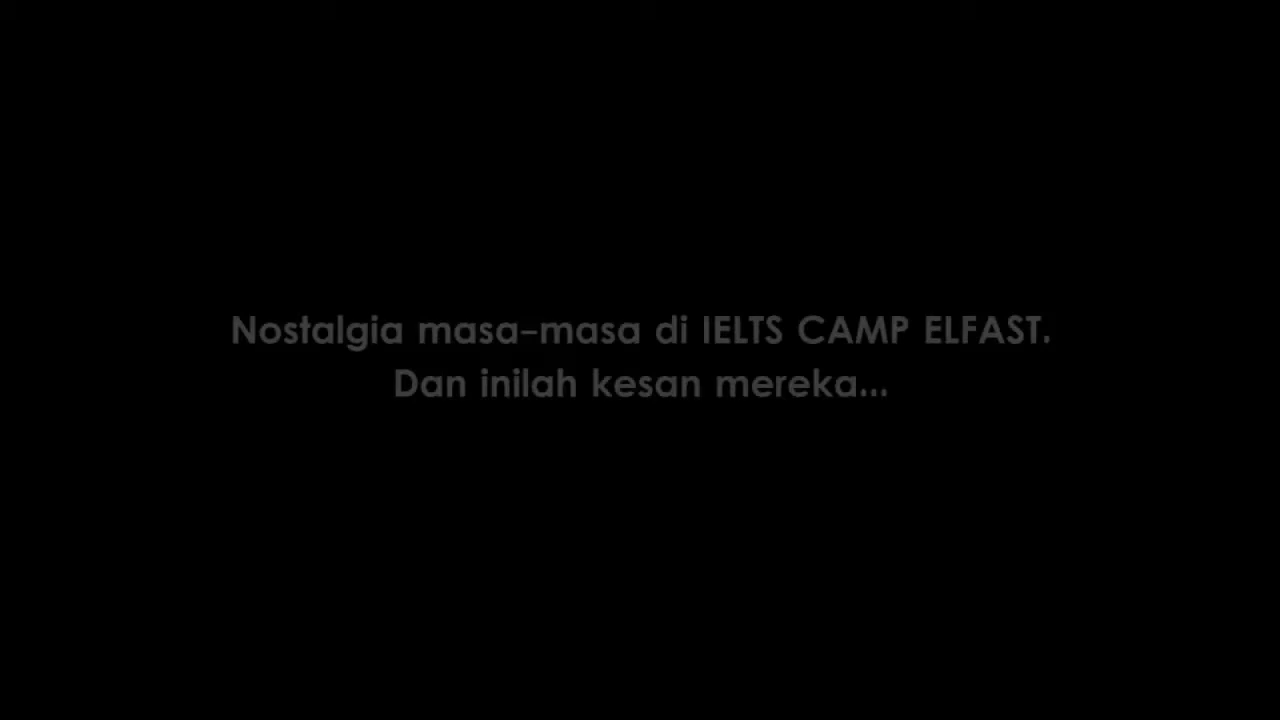 Nostalgia masa-masa di IELTS CAMP ELFAST.
Dan inilah kesan mereka...